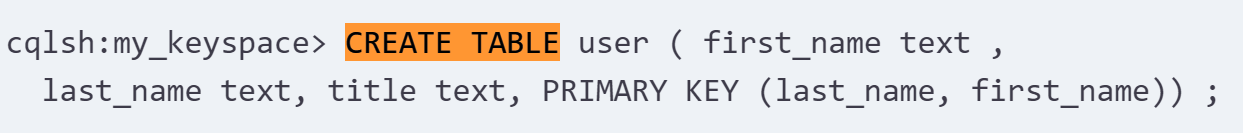 cqlsh:my_keyspace> CREATE TABLE user ( first_name text ,
last_name text, title text, PRIMARY KEY (last_name, first_name)) ;